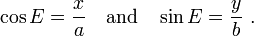 cos E = x/a and sin E = y/b .